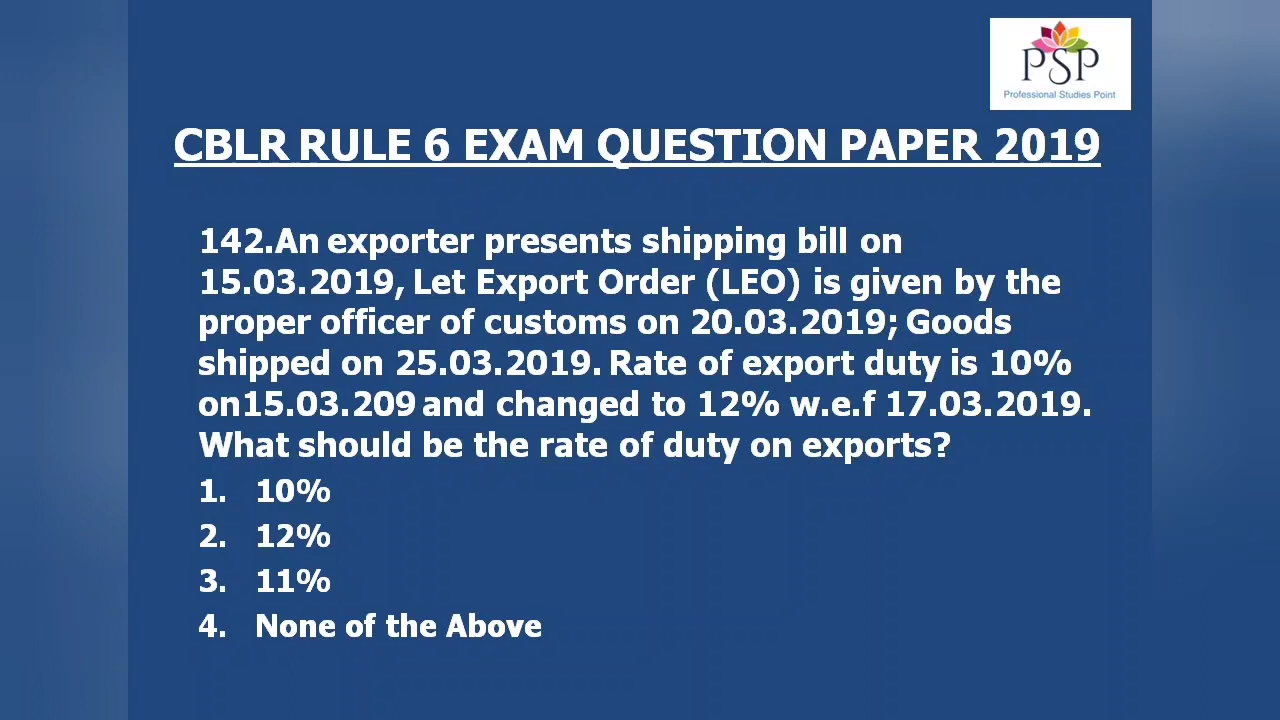 PSP
Professional Studies Point
CBLR RULE 6 EXAM QUESTION PAPER 2019
142.An exporter presents shipping bill on
15.03.2019, Let Export Order (LEO) is given by the
proper officer of customs on 20.03.2019; Goods
shipped on 25.03.2019. Rate of export duty is 10%
on15.03.209 and changed to 12% w.e.f 17.03.2019.
What should be the rate of duty on exports?
1. 10%
2. 12%
3. 11%
4. None of the Above